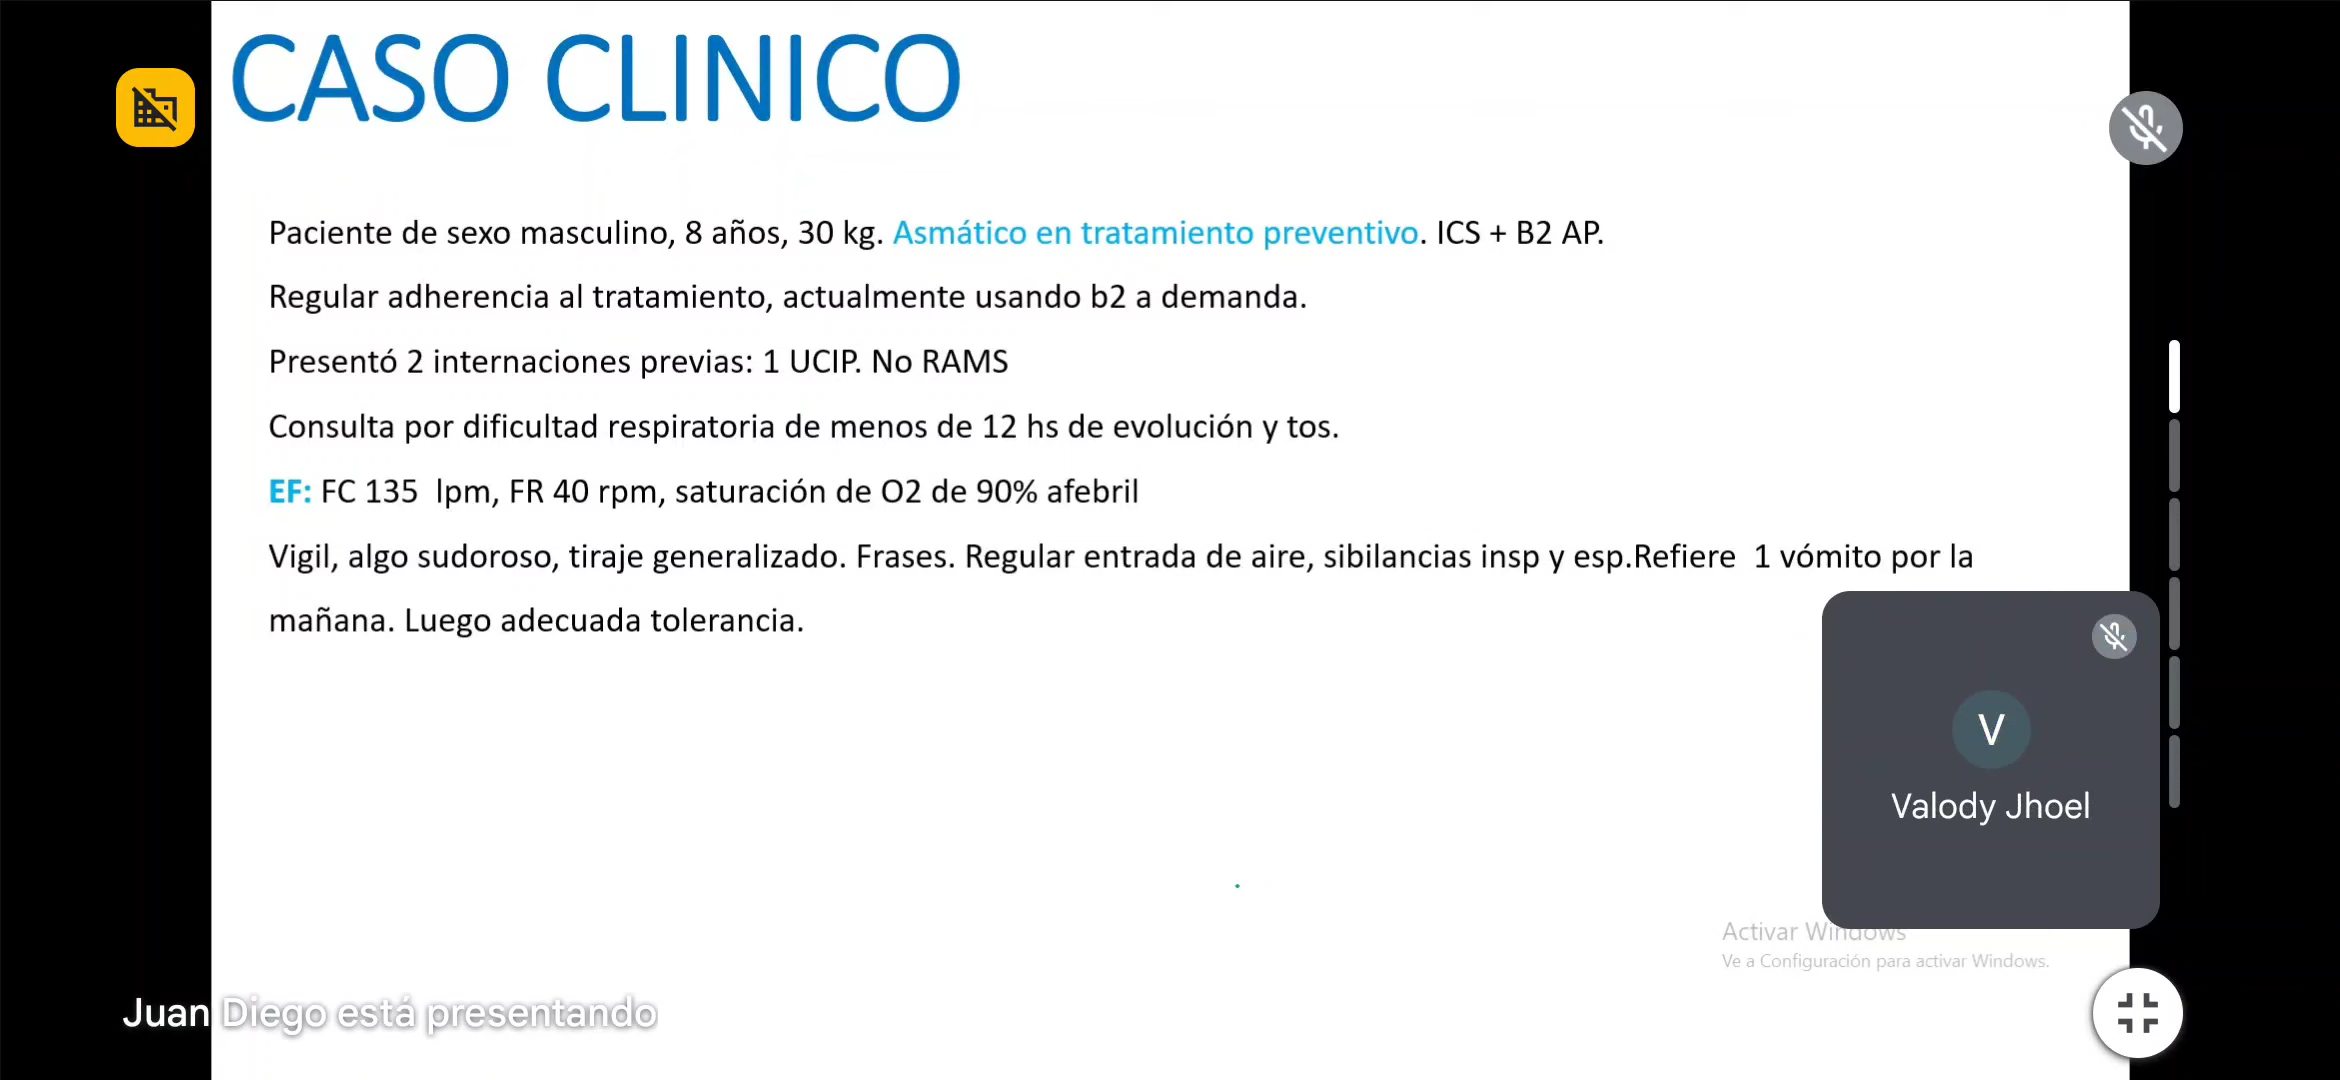 CASO CLINICO
Paciente de sexo masculino, 8 años, 30 kg. Asmático en tratamiento preventivo. ICS + B2 AP.
Regular adherencia al tratamiento, actualmente usando b2 a demanda.
Presentó 2 internaciones previas: 1 UCIP. No RAMS
Consulta por dificultad respiratoria de menos de 12 hs de evolución y tos.
EF: FC 135 lpm, FR 40 rpm, saturación de O2 de 90% afebril
Vigil, algo sudoroso, tiraje generalizado. Frases. Regular entrada de aire, sibilancias insp y esp.Refiere 1 vómito por la
mañana. Luego adecuada tolerancia.
V
Valody Jhoel
Activar Windows
Ve a Configuración para activar Windows.
Juan Diego está presentando